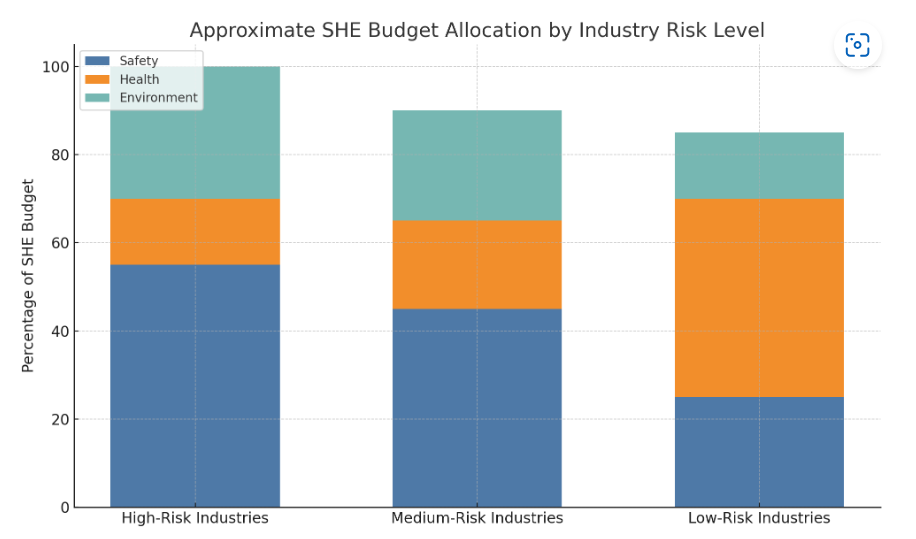 Approximate SHE Budget Allocation by Industry Risk Level
Safety
Health
Environment
Percentage of SHE Budget
100
80
60
40
20
0
High-Risk Industries
Medium-Risk Industries
Low-Risk Industries